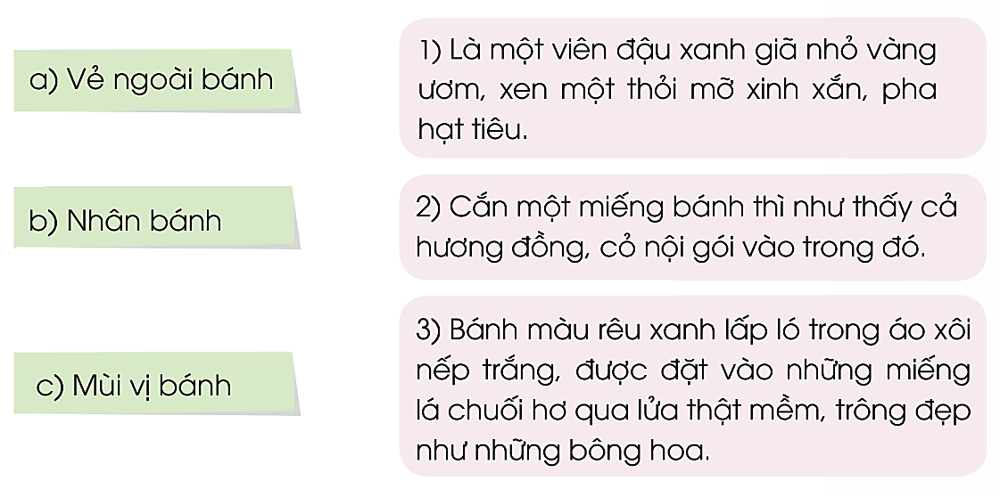 a) Vẻ ngoài bánh
1) Là một viên đậu xanh giã nhỏ vàng
ươm, xen một thỏi mỡ xinh xắn, pha
hạt tiêu.
b) Nhân bánh
2) Cắn một miếng bánh thì như thấy cả
hương đồng, cỏ nội gói vào trong đó.
c) Mùi vị bánh
3) Bánh màu rêu xanh lấp ló trong áo xôi
nếp trắng, được đặt vào những miếng
lá chuối hơ qua lửa thật mềm, trông đẹp
như những bông hoa.